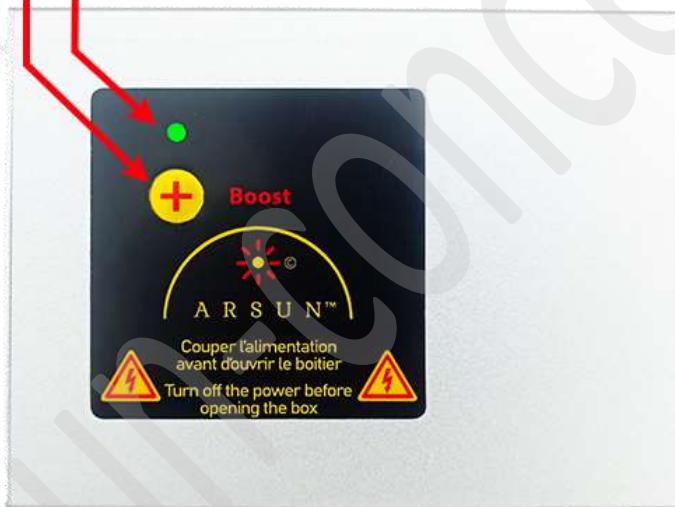 + Boost
©
ARSUN™
Couper l'alimentation
avant d'ouvrir le boitier
Turn off the power before
opening the box